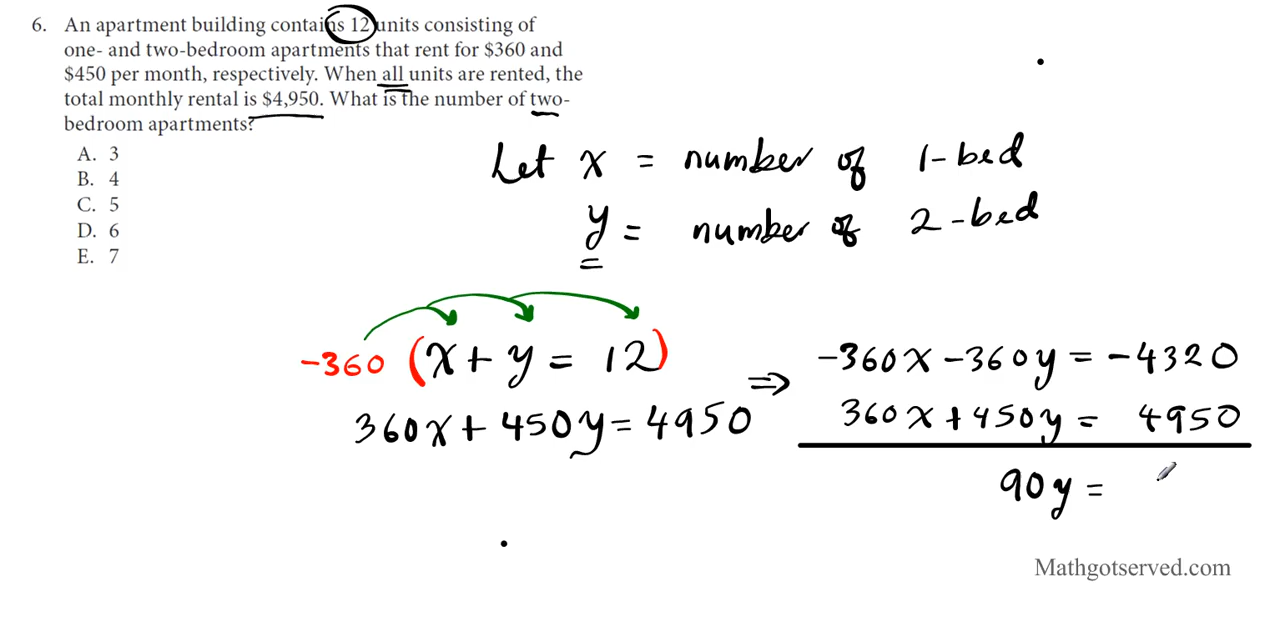 6. An apartment building contains 12 units consisting of
one- and two-bedroom apartments that rent for $360 and
$450 per month, respectively. When all units are rented, the
total monthly rental is $4,950. What is the number of two-
bedroom apartments?
A. 3
B. 4
C. 5
D. 6
E. 7
Let x = number of 1-bed
y = number of 2-bed
-360 (x + y = 12)
360x + 450y = 4950
⇒
-360x - 360y = -4320
360x + 450y = 4950
90y =
Mathgotserved.com